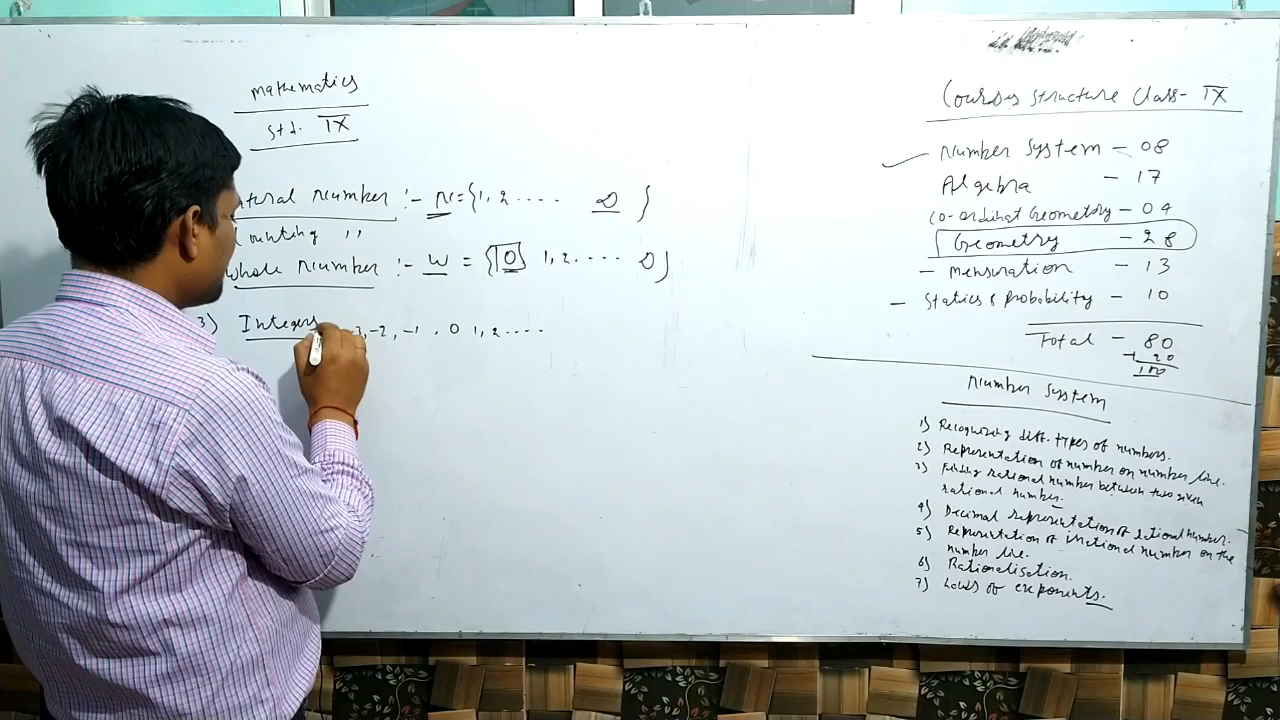 mathematics
std. IX
tural Number :- N = {1, 2 .... ∞ }
ounting ''
whole Number :- W = {0 1, 2, .... ∞ }
3) Integers -3, -2, -1, 0 1, 2 ....
Courses structure Class- IX
Number System - 08
Algebra - 17
Co-ordinat Geometry - 04
Geometry - 28
- Mensuration - 13
- Statics & Probability - 10
Total - 80
+ 20
100
Number System
1) Recognizing diff. types of numbers.
2) Representation of number on number line.
3) Finding rational number between two given
rational number.
4) Decimal representation of rational number.
5) Representation of irrational number on the
number line.
6) Rationalisation.
7) Laws of exponents.